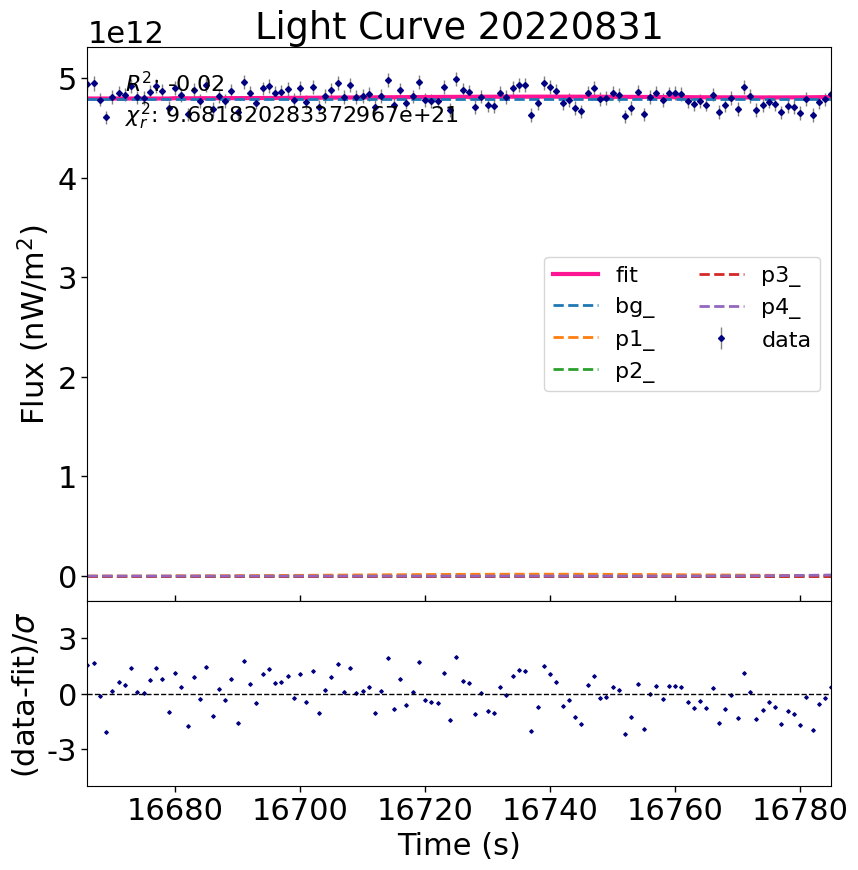 Light Curve 20220831
1e12
R²: -0.02
χ²ᵣ: 9.681820283372967e+21
5
4
3
2
1
0
Flux (nW/m²)
fit
bg_
p1_
p2_
p3_
p4_
data
3
0
-3
(data-fit)/σ
16680 16700 16720 16740 16760 16780
Time (s)